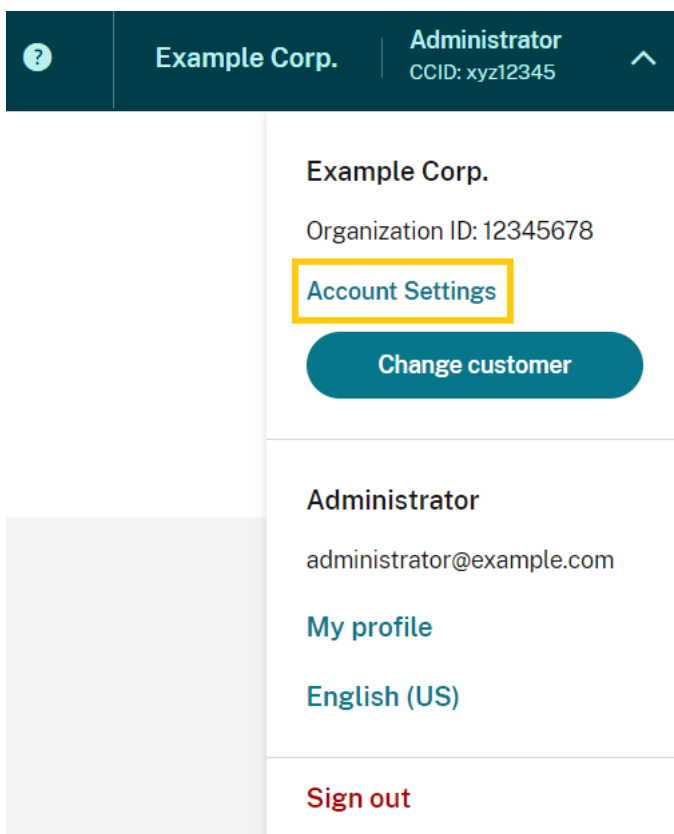 ?
Example Corp.
Administrator
CCID: xyz12345
Example Corp.
Organization ID: 12345678
Account Settings
Change customer
Administrator
administrator@example.com
My profile
English (US)
Sign out